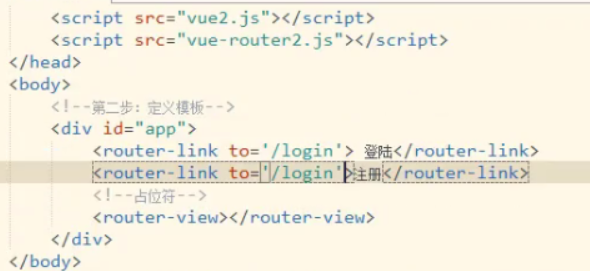 <script src="vue2.js"></script>
<script src="vue-router2.js"></script>
</head>
<body>
<!--第二步：定义模板-->
<div id="app">
<router-link to='/login'> 登陆</router-link>
<router-link to='/login'>注册</router-link>
<!--占位符-->
<router-view></router-view>
</div>
</body>